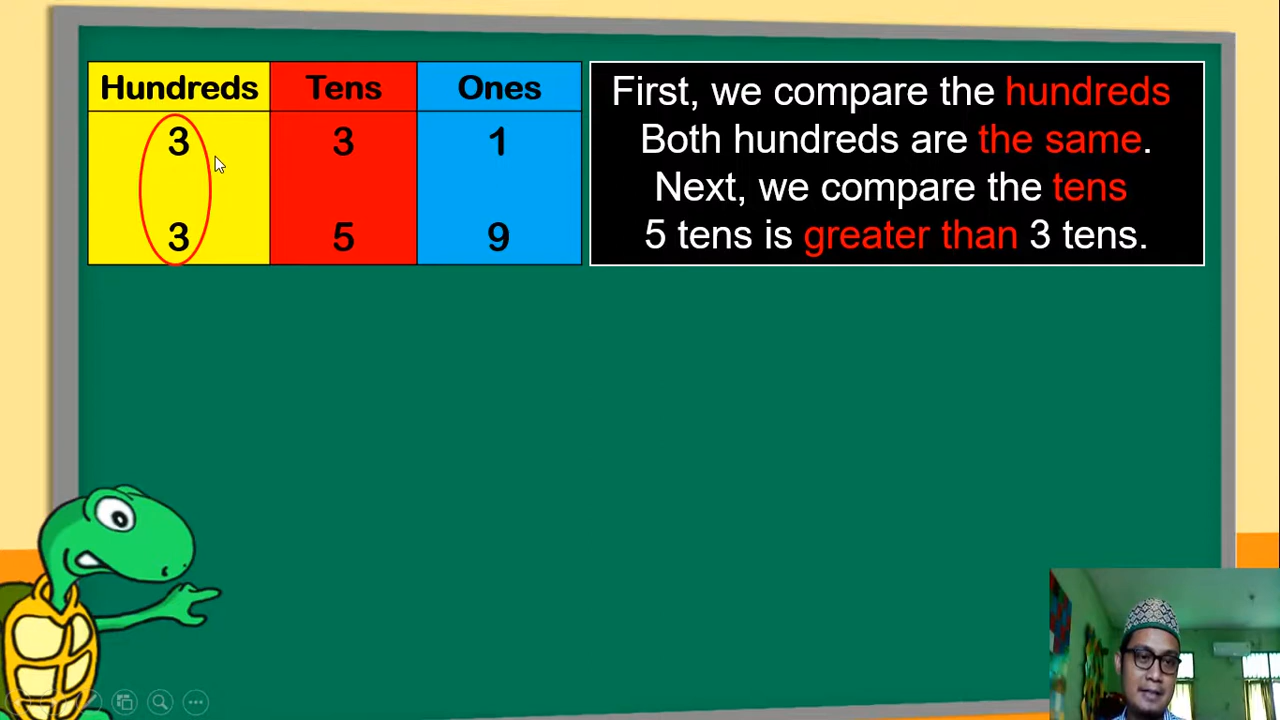 Hundreds Tens Ones
3 3 1
3 5 9
First, we compare the hundreds
Both hundreds are the same.
Next, we compare the tens
5 tens is greater than 3 tens.